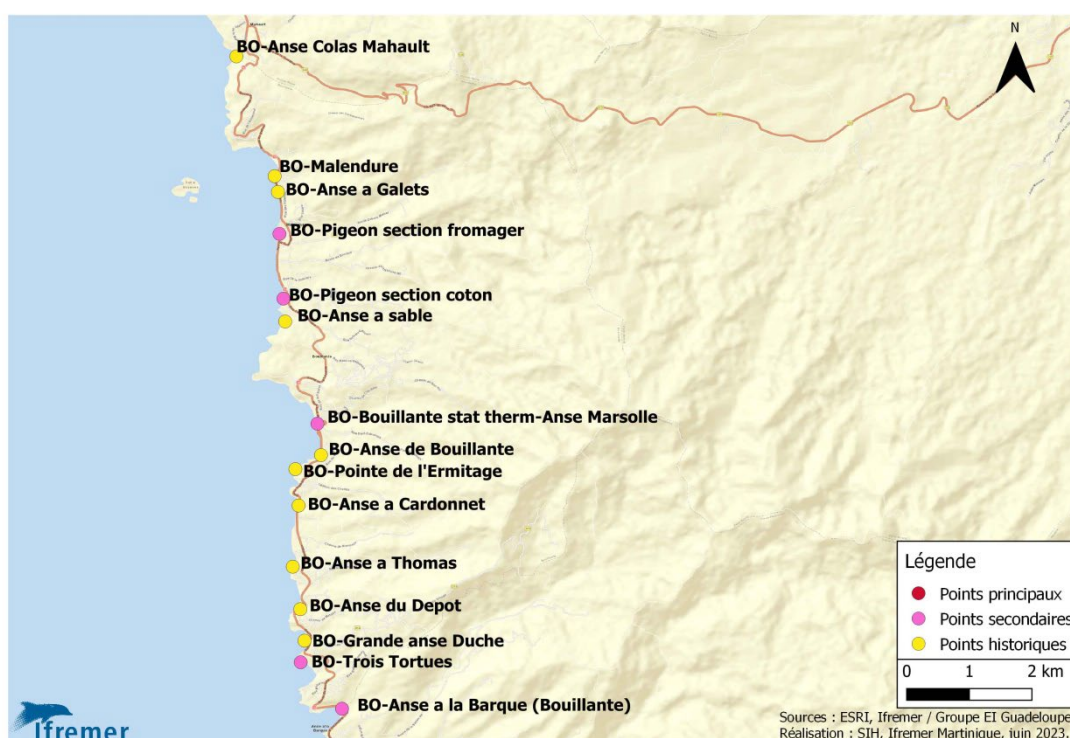 BO-Anse Colas Mahault
N
BO-Malendure
BO-Anse a Galets
BO-Pigeon section fromager
BO-Pigeon section coton
BO-Anse a sable
BO-Bouillante stat therm-Anse Marsolle
BO-Anse de Bouillante
BO-Pointe de l'Ermitage
BO-Anse a Cardonnet
BO-Anse a Thomas
BO-Anse du Depot
BO-Grande anse Duche
BO-Trois Tortues
BO-Anse a la Barque (Bouillante)
Légende
Points principaux
Points secondaires
Points historiques
0 1 2 km
Sources : ESRI, Ifremer / Groupe EI Guadeloupe
Réalisation : SIH, Ifremer Martinique, juin 2023.
Ifremer